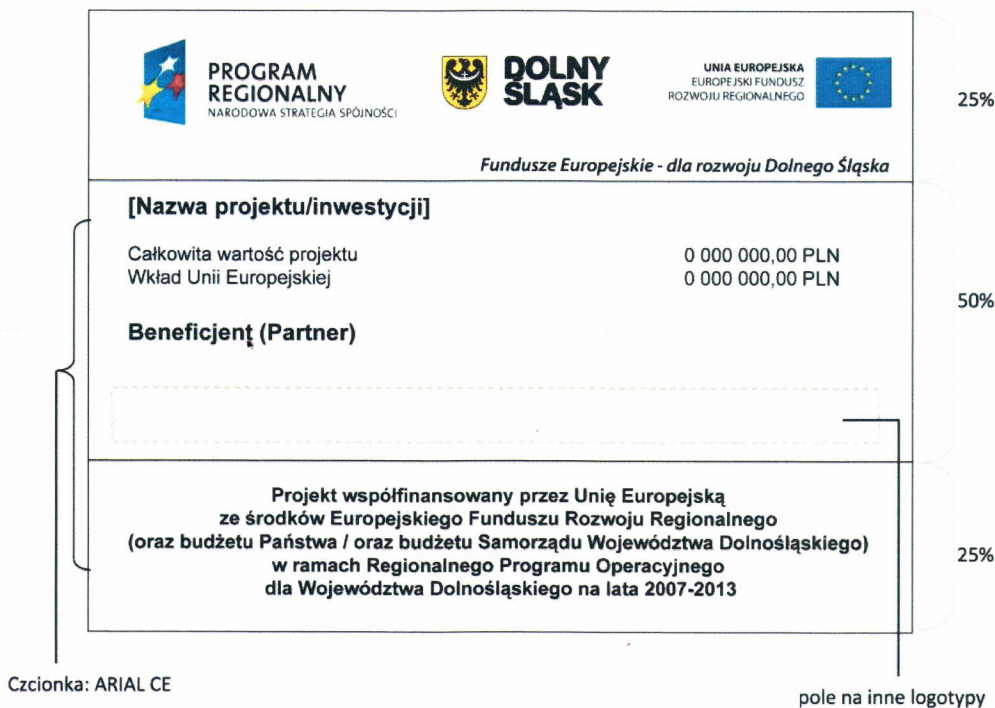 PROGRAM
REGIONALNY
NARODOWA STRATEGIA SPÓJNOŚCI
DOLNY
ŚLĄSK
UNIA EUROPEJSKA
EUROPEJSKI FUNDUSZ
ROZWOJU REGIONALNEGO
25%
Fundusze Europejskie - dla rozwoju Dolnego Śląska
[Nazwa projektu/inwestycji]
Całkowita wartość projektu 0 000 000,00 PLN
Wkład Unii Europejskiej 0 000 000,00 PLN
50%
Beneficjent (Partner)
Projekt współfinansowany przez Unię Europejską
ze środków Europejskiego Funduszu Rozwoju Regionalnego
(oraz budżetu Państwa / oraz budżetu Samorządu Województwa Dolnośląskiego)
w ramach Regionalnego Programu Operacyjnego
dla Województwa Dolnośląskiego na lata 2007-2013
25%
Czcionka: ARIAL CE
pole na inne logotypy